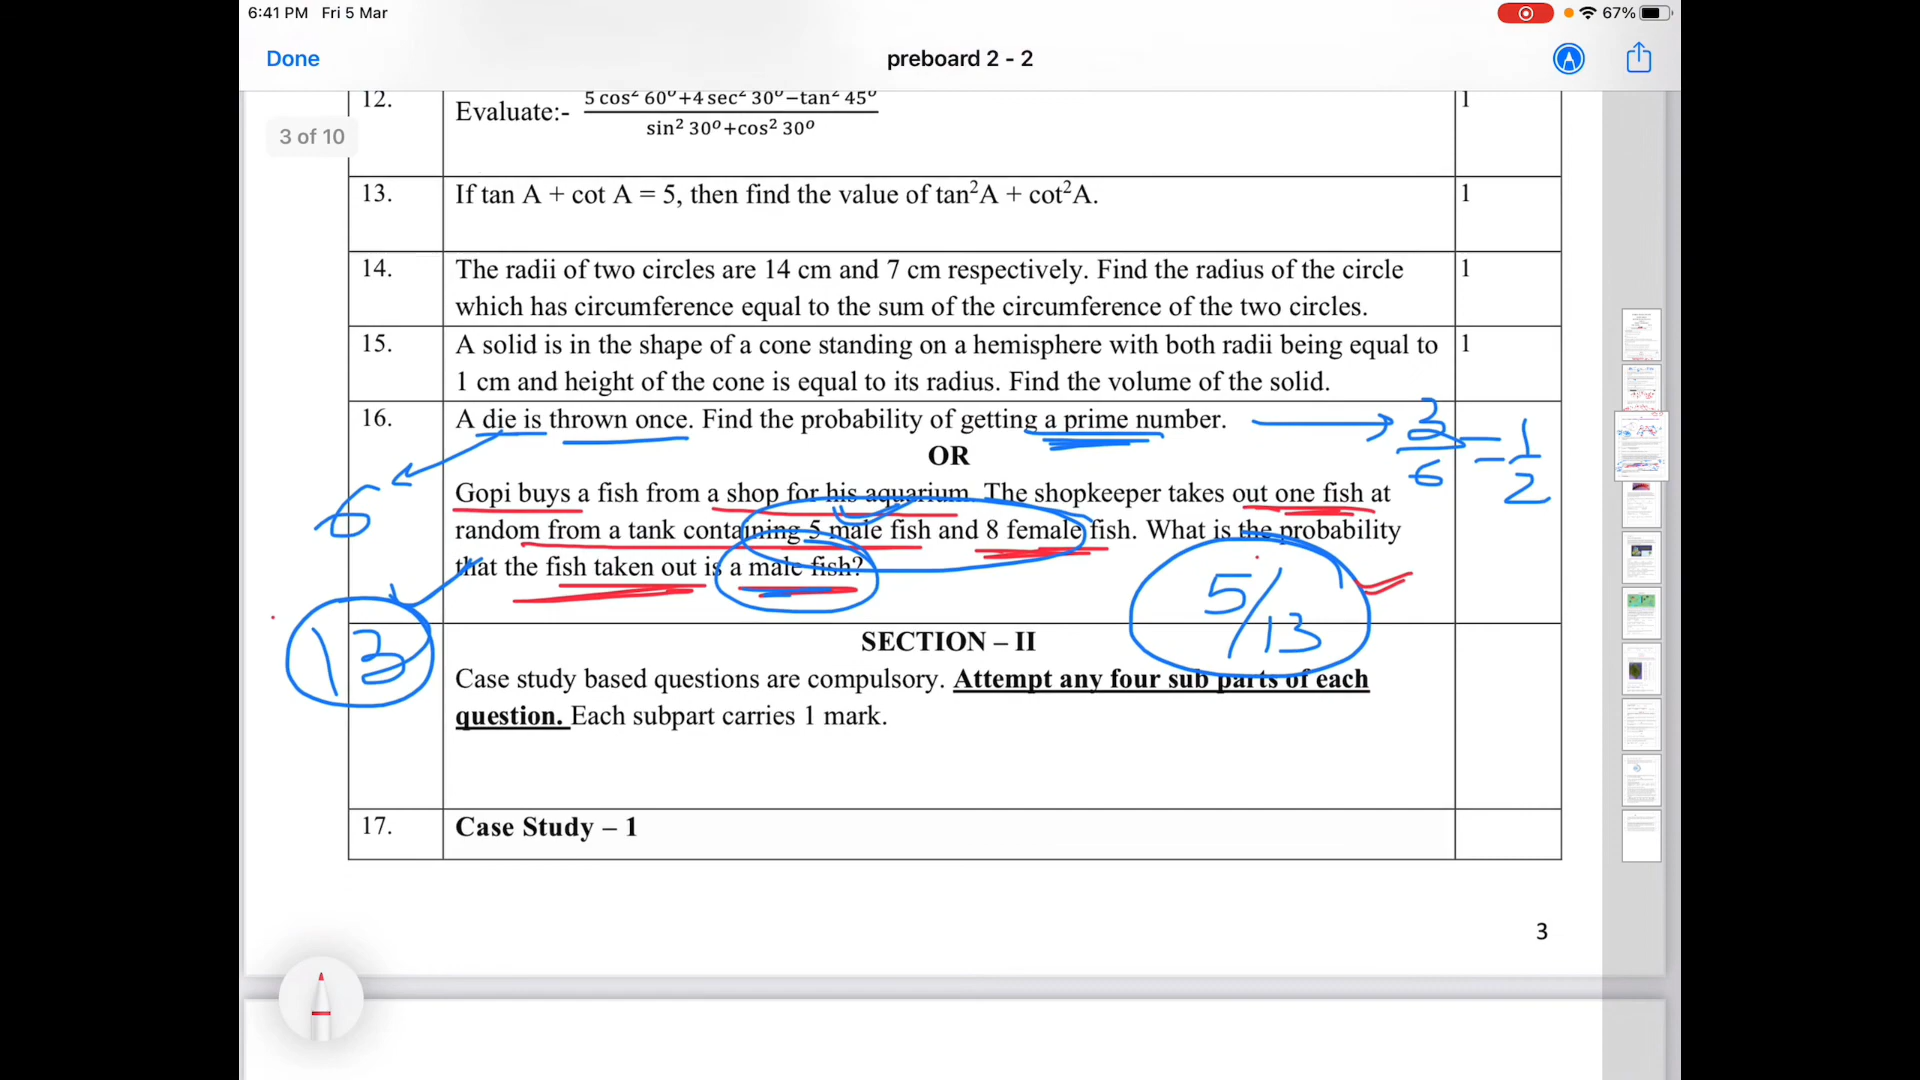 6:41 PM Fri 5 Mar
67%
Done
preboard 2 - 2
3 of 10
12.
Evaluate:- 5 cos² 60º+4 sec² 30º−tan² 45º
sin² 30º+cos² 30º
1
13.
If tan A + cot A = 5, then find the value of tan²A + cot²A.
1
14.
The radii of two circles are 14 cm and 7 cm respectively. Find the radius of the circle
which has circumference equal to the sum of the circumference of the two circles.
1
15.
A solid is in the shape of a cone standing on a hemisphere with both radii being equal to
1 cm and height of the cone is equal to its radius. Find the volume of the solid.
1
16.
A die is thrown once. Find the probability of getting a prime number.
3/6 = 1/2
OR
6
Gopi buys a fish from a shop for his aquarium. The shopkeeper takes out one fish at
random from a tank containing 5 male fish and 8 female fish. What is the probability
that the fish taken out is a male fish?
5/13
13
SECTION – II
Case study based questions are compulsory. Attempt any four sub parts of each
question. Each subpart carries 1 mark.
17.
Case Study – 1
3